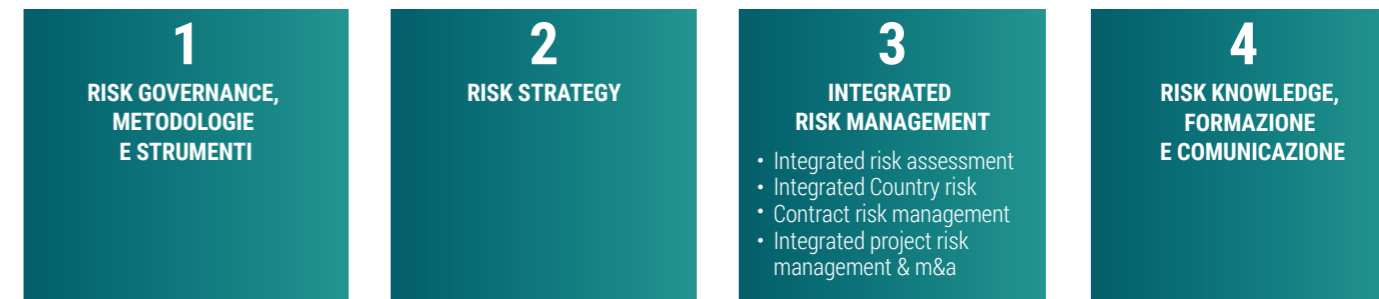 1
RISK GOVERNANCE,
METODOLOGIE
E STRUMENTI
2
RISK STRATEGY
3
INTEGRATED
RISK MANAGEMENT
• Integrated risk assessment
• Integrated Country risk
• Contract risk management
• Integrated project risk
management & m&a
4
RISK KNOWLEDGE,
FORMAZIONE
E COMUNICAZIONE